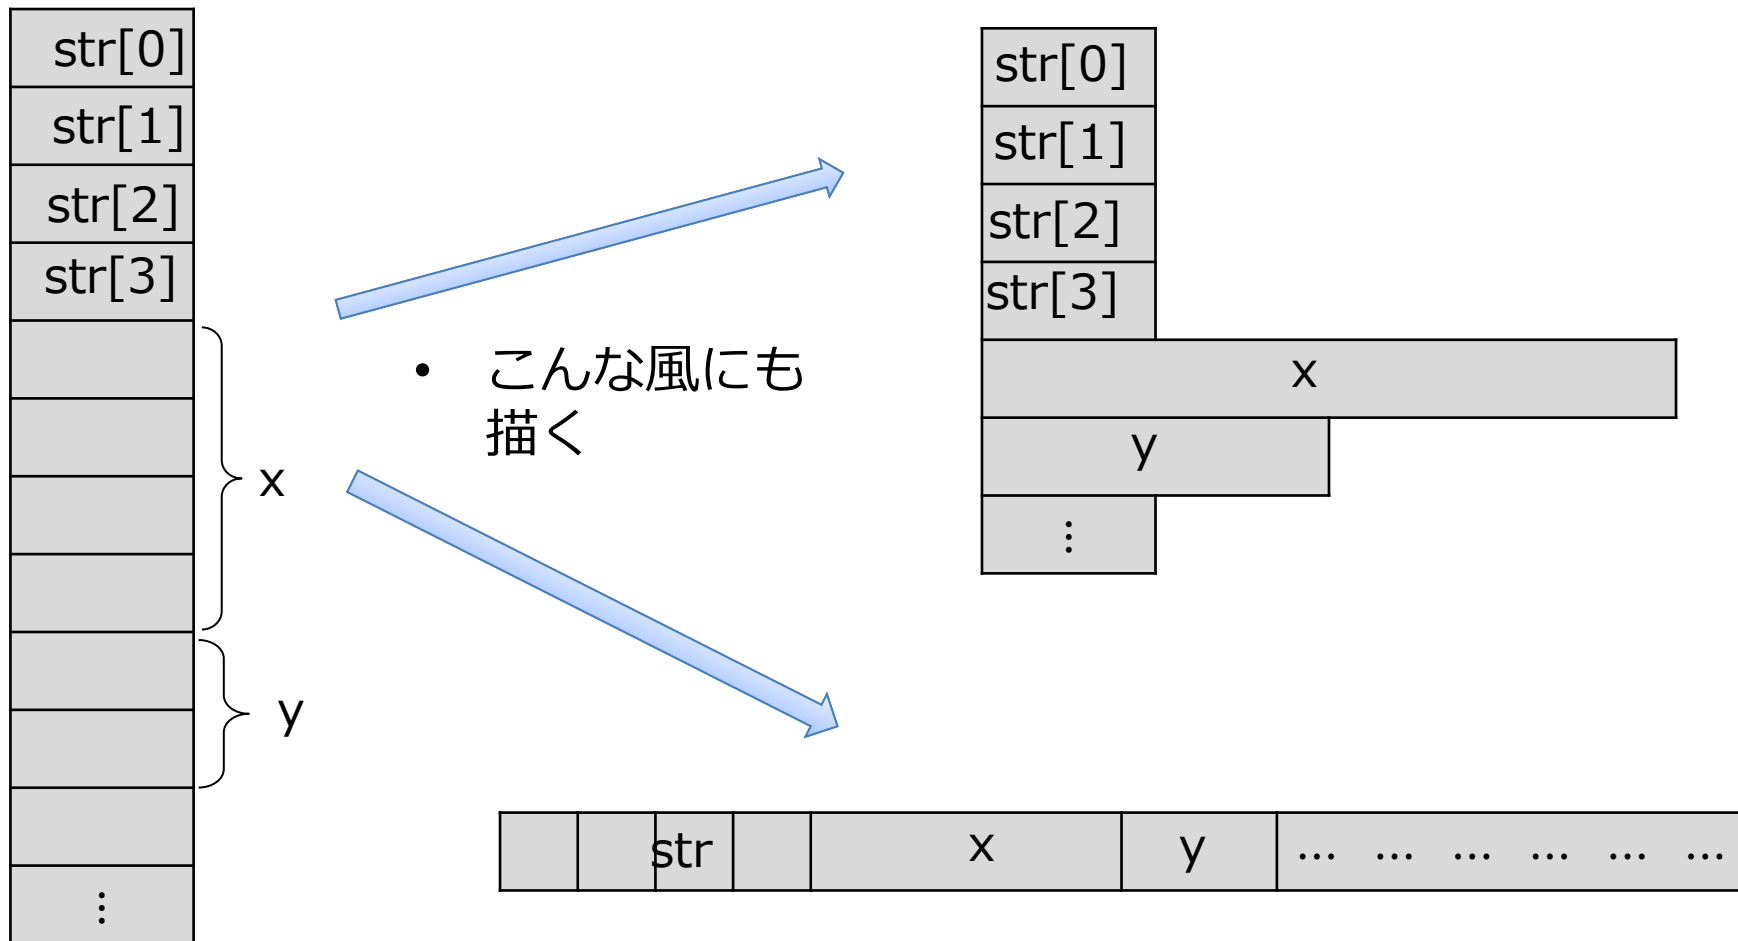 str[0]
str[1]
str[2]
str[3]
x
y
⋮
• こんな風にも
描く
str[0]
str[1]
str[2]
str[3]
x
y
⋮
str x y … … … … … …